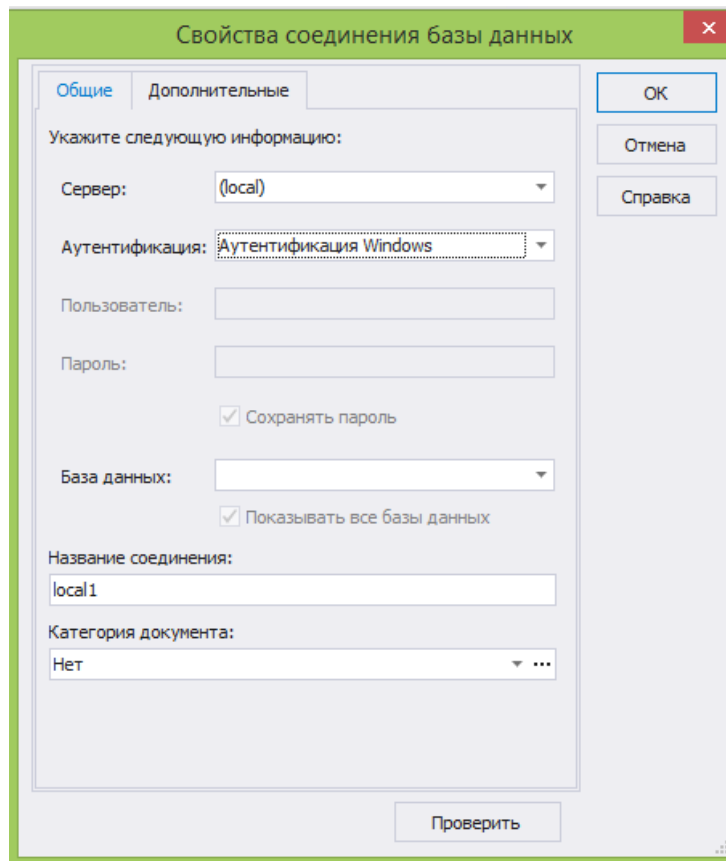 Свойства соединения базы данных
Общие
Дополнительные
Укажите следующую информацию:
Сервер:
(local)
Аутентификация:
Аутентификация Windows
Пользователь:
Пароль:
Сохранять пароль
База данных:
Показывать все базы данных
Название соединения:
local1
Категория документа:
Нет
Проверить
ОК
Отмена
Справка